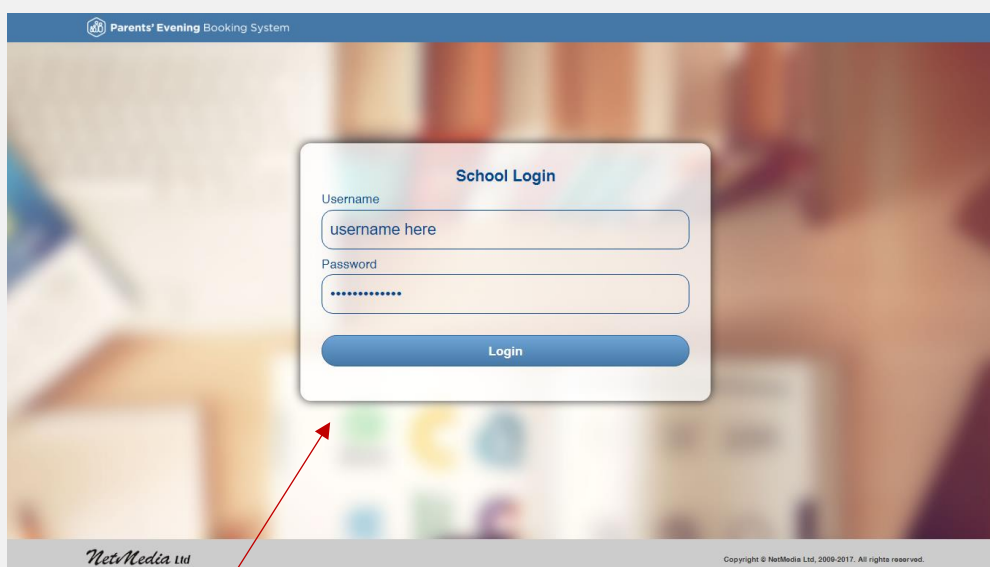 Parents' Evening Booking System
School Login
Username
username here
Password
•••••••••••••
Login
NetMedia Ltd
Copyright © NetMedia Ltd, 2009-2017. All rights reserved.